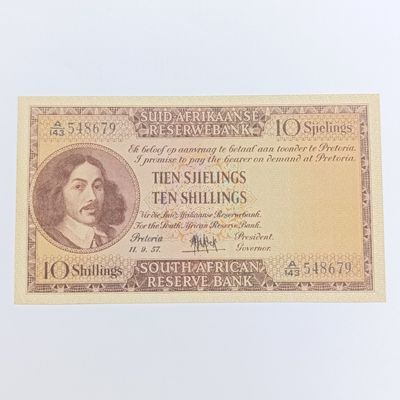 SUID-AFRIKAANSE
RESERWEBANK
A/143 548679
10 Sjielings
Ek beloof op aanvraag te betaal aan toonder te Pretoria.
I promise to pay the bearer on demand at Pretoria.
TIEN SJIELINGS
TEN SHILLINGS
Vir die Suid-Afrikaanse Reserwebank.
For the South African Reserve Bank.
Pretoria
President.
11. 9. 57.
Governor.
10 Shillings
SOUTH AFRICAN
RESERVE BANK
A/143 548679